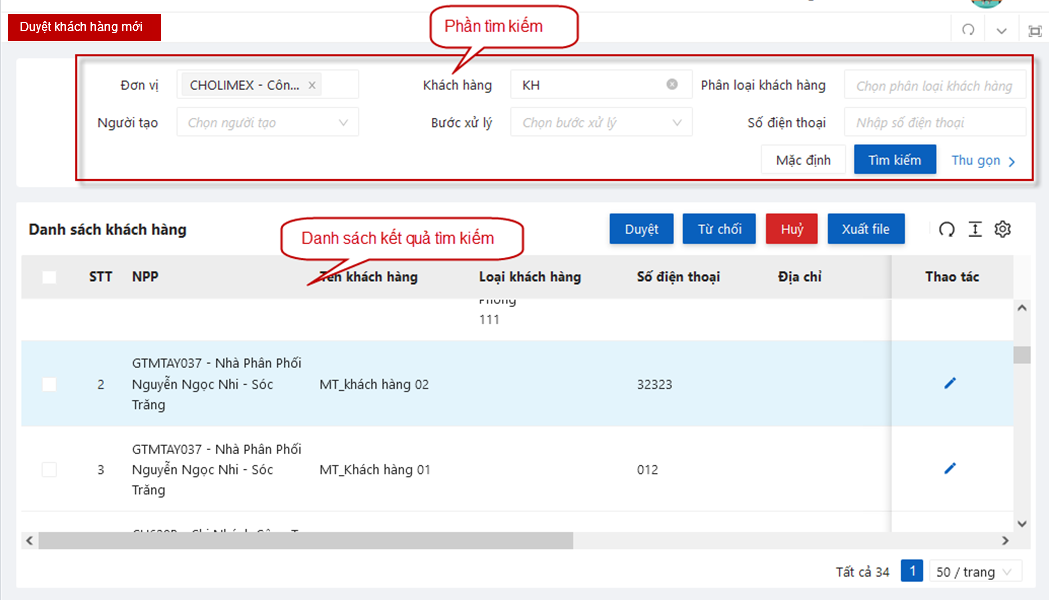 Duyệt khách hàng mới
Phần tìm kiếm
Đơn vị CHOLIMEX - Côn... × Khách hàng KH Phân loại khách hàng Chọn phân loại khách hàng
Người tạo Chọn người tạo Bước xử lý Chọn bước xử lý Số điện thoại Nhập số điện thoại
Mặc định Tìm kiếm Thu gọn
Danh sách khách hàng Duyệt Từ chối Huỷ Xuất file
Danh sách kết quả tìm kiếm
STT NPP Tên khách hàng Loại khách hàng Số điện thoại Địa chỉ Thao tác
Phòng
111
GTMTAY037 - Nhà Phân Phối
2 Nguyễn Ngọc Nhi - Sóc MT_khách hàng 02 32323
Trăng
GTMTAY037 - Nhà Phân Phối
3 Nguyễn Ngọc Nhi - Sóc MT_Khách hàng 01 012
Trăng
Tất cả 34 1 50 / trang